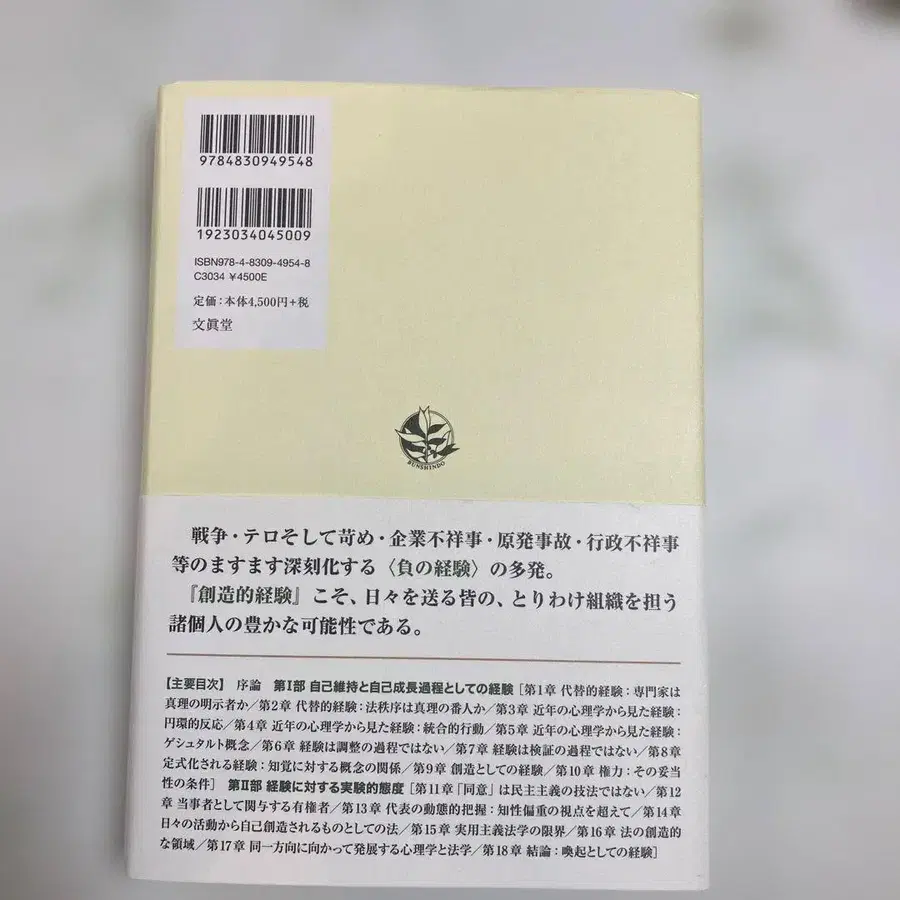 9784830949548
1923034045009
ISBN978-4-8309-4954-8
C3034 ¥4500E
定価：本体4,500円＋税
文眞堂
BUNSHINDO
戦争・テロそして苛め・企業不祥事・原発事故・行政不祥事
等のますます深刻化する〈負の経験〉の多発。
『創造的経験』こそ、日々を送る皆の、とりわけ組織を担う
諸個人の豊かな可能性である。
【主要目次】 序論 第Ⅰ部 自己維持と自己成長過程としての経験［第1章 代替的経験：専門家は
真理の明示者か／第2章 代替的経験：法秩序は真理の番人か／第3章 近年の心理学から見た経験：
円環的反応／第4章 近年の心理学から見た経験：統合的行動／第5章 近年の心理学から見た経験：
ゲシュタルト概念／第6章 経験は調整の過程ではない／第7章 経験は検証の過程ではない／第8章
定式化される経験：知覚に対する概念の関係／第9章 創造としての経験／第10章 権力：その妥当
性の条件］ 第Ⅱ部 経験に対する実験的態度［第11章「同意」は民主主義の技法ではない／第12
章 当事者として関与する有権者／第13章 代表の動態的把握：知性偏重の視点を超えて／第14章
日々の活動から自己創造されるものとしての法／第15章 実用主義法学の限界／第16章 法の創造的
な領域／第17章 同一方向に向かって発展する心理学と法学／第18章 結論：喚起としての経験］